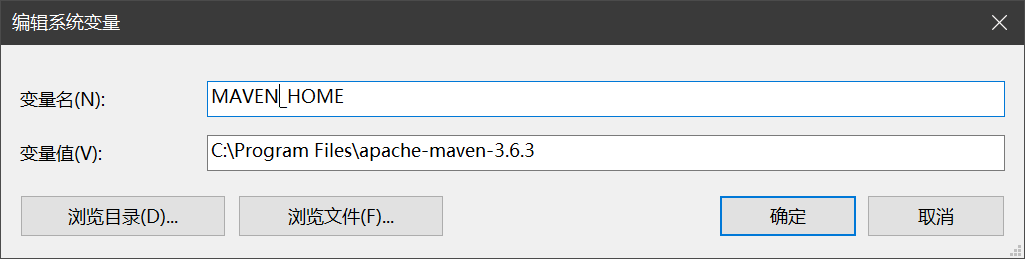 编辑系统变量
变量名(N): MAVEN_HOME
变量值(V): C:\Program Files\apache-maven-3.6.3
浏览目录(D)... 浏览文件(F)... 确定 取消